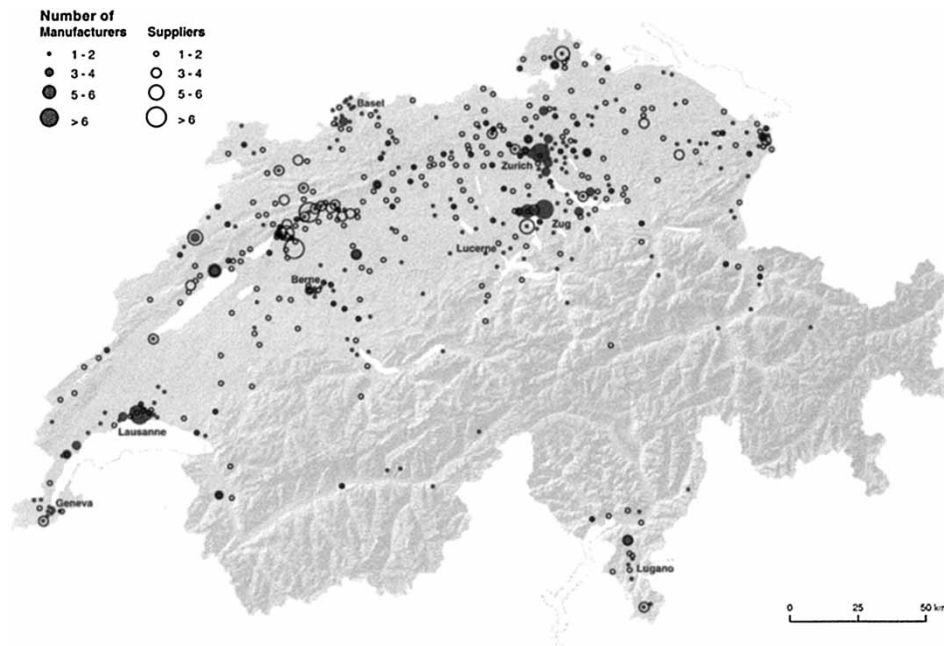 Number of
Manufacturers Suppliers
1 - 2 1 - 2
3 - 4 3 - 4
5 - 6 5 - 6
> 6 > 6
Basel
Zurich
Zug
Lucerne
Berne
Lausanne
Geneva
Lugano
0 25 50 km